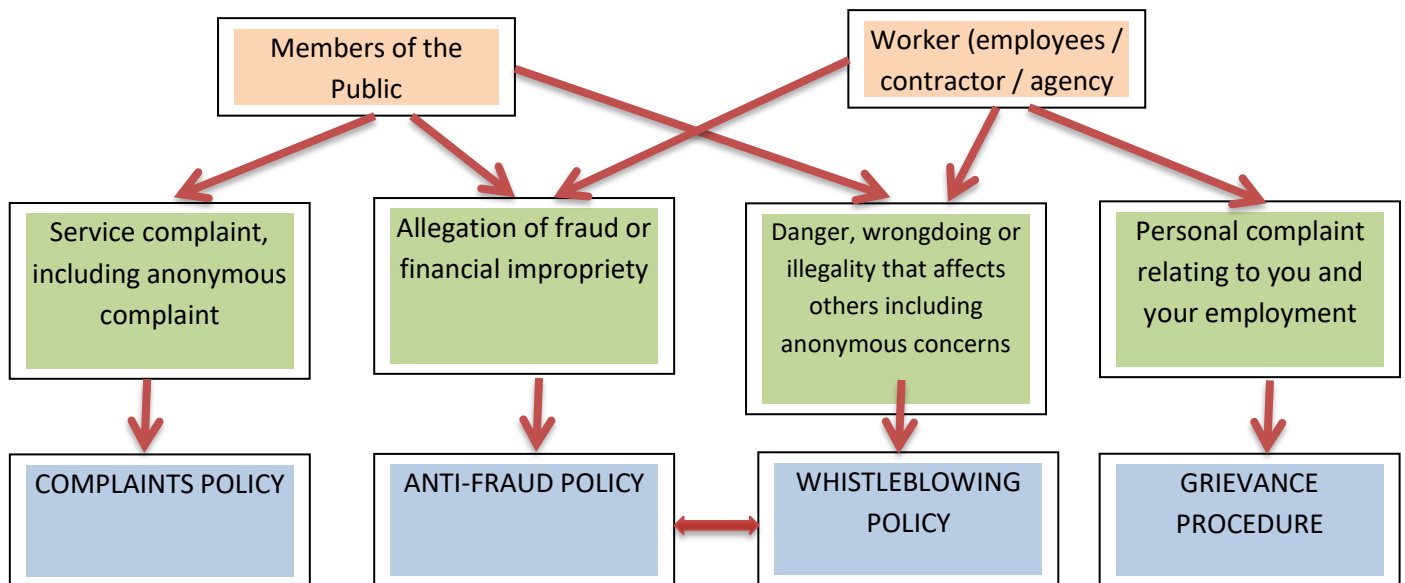 Members of the
Public
Worker (employees /
contractor / agency
Service complaint,
including anonymous
complaint
Allegation of fraud or
financial impropriety
Danger, wrongdoing or
illegality that affects
others including
anonymous concerns
Personal complaint
relating to you and
your employment
COMPLAINTS POLICY
ANTI-FRAUD POLICY
WHISTLEBLOWING
POLICY
GRIEVANCE
PROCEDURE